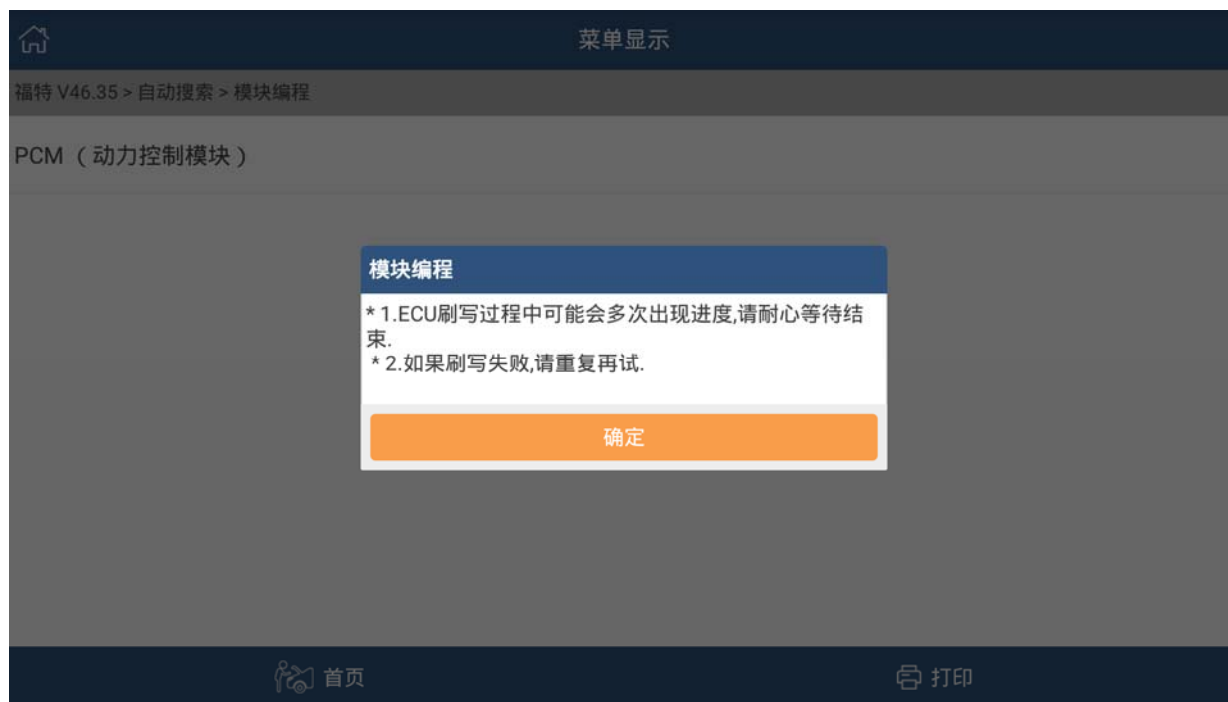 菜单显示
福特 V46.35 > 自动搜索 > 模块编程
PCM （ 动力控制模块 ）
模块编程
* 1.ECU刷写过程中可能会多次出现进度,请耐心等待结
束.
* 2.如果刷写失败,请重复再试.
确定
首页
打印